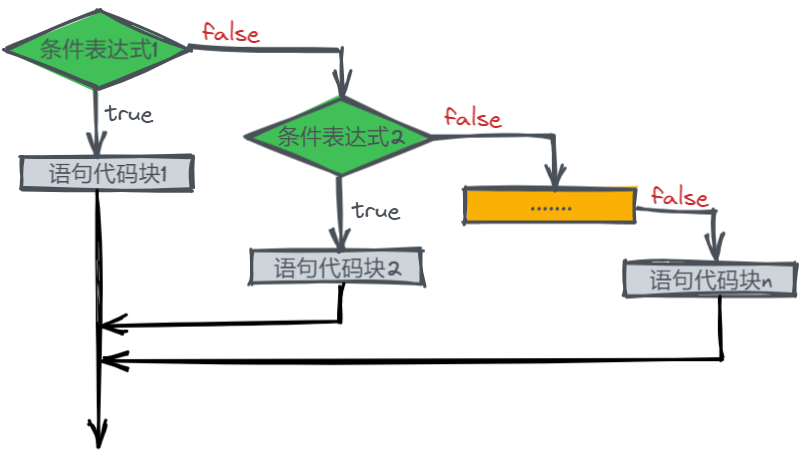 条件表达式1
false
true
条件表达式2
false
语句代码块1
true
.......
false
语句代码块2
语句代码块n